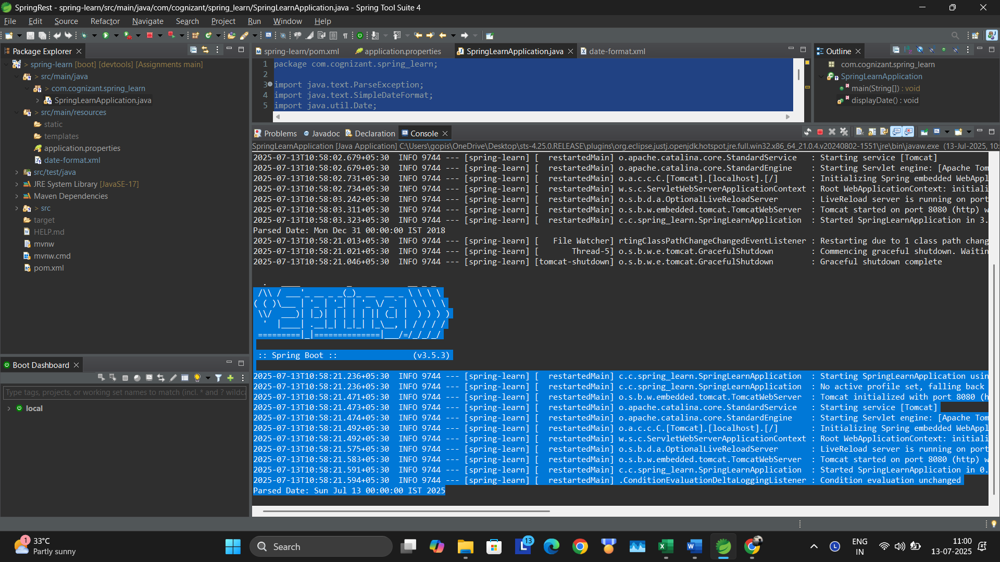 SpringRest - spring-learn/src/main/java/com/cognizant/spring_learn/SpringLearnApplication.java - Spring Tool Suite 4
File Edit Source Refactor Navigate Search Project Run Window Help
Package Explorer
> spring-learn [boot] [devtools] [Assignments main]
> src/main/java
> com.cognizant.spring_learn
SpringLearnApplication.java
> src/main/resources
static
templates
application.properties
date-format.xml
src/test/java
JRE System Library [JavaSE-17]
Maven Dependencies
> src
target
HELP.md
mvnw
mvnw.cmd
pom.xml
Boot Dashboard
Type tags, projects, or working set names to match (incl. * and ? wildca
local
spring-learn/pom.xml application.properties SpringLearnApplication.java date-format.xml
1 package com.cognizant.spring_learn;
2
3 import java.text.ParseException;
4 import java.text.SimpleDateFormat;
5 import java.util.Date;
Outline
com.cognizant.spring_learn
SpringLearnApplication
main(String[]) : void
displayDate() : void
Problems Javadoc Declaration Console
SpringLearnApplication [Java Application] C:\Users\gopis\OneDrive\Desktop\sts-4.25.0.RELEASE\plugins\org.eclipse.justj.openjdk.hotspot.jre.full.win32.x86_64_21.0.4.v20240802-1551\jre\bin\javaw.exe (13-Jul-2025, 10:
2025-07-13T10:58:02.679+05:30  INFO 9744 --- [spring-learn] [  restartedMain] o.apache.catalina.core.StandardService   : Starting service [Tomcat]
2025-07-13T10:58:02.679+05:30  INFO 9744 --- [spring-learn] [  restartedMain] o.apache.catalina.core.StandardEngine    : Starting Servlet engine: [Apache Tom
2025-07-13T10:58:02.731+05:30  INFO 9744 --- [spring-learn] [  restartedMain] o.a.c.c.C.[Tomcat].[localhost].[/]       : Initializing Spring embedded WebAppl
2025-07-13T10:58:02.734+05:30  INFO 9744 --- [spring-learn] [  restartedMain] w.s.c.ServletWebServerApplicationContext : Root WebApplicationContext: initiali
2025-07-13T10:58:03.242+05:30  INFO 9744 --- [spring-learn] [  restartedMain] o.s.b.d.a.OptionalLiveReloadServer       : LiveReload server is running on port
2025-07-13T10:58:03.311+05:30  INFO 9744 --- [spring-learn] [  restartedMain] o.s.b.w.embedded.tomcat.TomcatWebServer  : Tomcat started on port 8080 (http) w
2025-07-13T10:58:03.323+05:30  INFO 9744 --- [spring-learn] [  restartedMain] c.c.spring_learn.SpringLearnApplication  : Started SpringLearnApplication in 3.
Parsed Date: Mon Dec 31 00:00:00 IST 2018
2025-07-13T10:58:21.013+05:30  INFO 9744 --- [spring-learn] [   File Watcher] rtingClassPathChangeChangedEventListener : Restarting due to 1 class path chang
2025-07-13T10:58:21.021+05:30  INFO 9744 --- [spring-learn] [       Thread-5] o.s.b.w.e.tomcat.GracefulShutdown        : Commencing graceful shutdown. Waitin
2025-07-13T10:58:21.046+05:30  INFO 9744 --- [spring-learn] [tomcat-shutdown] o.s.b.w.e.tomcat.GracefulShutdown        : Graceful shutdown complete
  .   ____          _            __ _ _
 /\\ / ___'_ __ _ _(_)_ __  __ _ \ \ \ \
( ( )\___ | '_ | '_| | '_ \/ _` | \ \ \ \
 \\/  ___)| |_)| | | | | || (_| |  ) ) ) )
  '  |____| .__|_| |_|_| |_\__, | / / / /
 =========|_|==============|___/=/_/_/_/
 :: Spring Boot ::                (v3.5.3)
2025-07-13T10:58:21.236+05:30  INFO 9744 --- [spring-learn] [  restartedMain] c.c.spring_learn.SpringLearnApplication  : Starting SpringLearnApplication usin
2025-07-13T10:58:21.236+05:30  INFO 9744 --- [spring-learn] [  restartedMain] c.c.spring_learn.SpringLearnApplication  : No active profile set, falling back
2025-07-13T10:58:21.471+05:30  INFO 9744 --- [spring-learn] [  restartedMain] o.s.b.w.embedded.tomcat.TomcatWebServer  : Tomcat initialized with port 8080 (h
2025-07-13T10:58:21.473+05:30  INFO 9744 --- [spring-learn] [  restartedMain] o.apache.catalina.core.StandardService   : Starting service [Tomcat]
2025-07-13T10:58:21.474+05:30  INFO 9744 --- [spring-learn] [  restartedMain] o.apache.catalina.core.StandardEngine    : Starting Servlet engine: [Apache Tom
2025-07-13T10:58:21.492+05:30  INFO 9744 --- [spring-learn] [  restartedMain] o.a.c.c.C.[Tomcat].[localhost].[/]       : Initializing Spring embedded WebAppl
2025-07-13T10:58:21.492+05:30  INFO 9744 --- [spring-learn] [  restartedMain] w.s.c.ServletWebServerApplicationContext : Root WebApplicationContext: initiali
2025-07-13T10:58:21.575+05:30  INFO 9744 --- [spring-learn] [  restartedMain] o.s.b.d.a.OptionalLiveReloadServer       : LiveReload server is running on port
2025-07-13T10:58:21.583+05:30  INFO 9744 --- [spring-learn] [  restartedMain] o.s.b.w.embedded.tomcat.TomcatWebServer  : Tomcat started on port 8080 (http) w
2025-07-13T10:58:21.591+05:30  INFO 9744 --- [spring-learn] [  restartedMain] c.c.spring_learn.SpringLearnApplication  : Started SpringLearnApplication in 0.
2025-07-13T10:58:21.594+05:30  INFO 9744 --- [spring-learn] [  restartedMain] .ConditionEvaluationDeltaLoggingListener : Condition evaluation unchanged
Parsed Date: Sun Jul 13 00:00:00 IST 2025
1
33°C
Partly sunny
Search
13
ENG
IN
11:00
13-07-2025